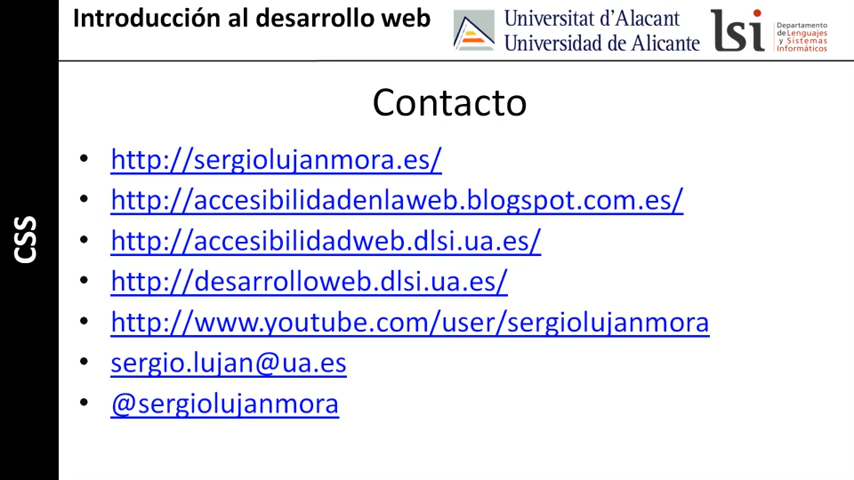 Introducción al desarrollo web
Universitat d'Alacant
Universidad de Alicante
lsi
Departamento
de Lenguajes
y Sistemas
Informáticos
CSS
Contacto
• http://sergiolujanmora.es/
• http://accesibilidadenlaweb.blogspot.com.es/
• http://accesibilidadweb.dlsi.ua.es/
• http://desarrolloweb.dlsi.ua.es/
• http://www.youtube.com/user/sergiolujanmora
• sergio.lujan@ua.es
• @sergiolujanmora